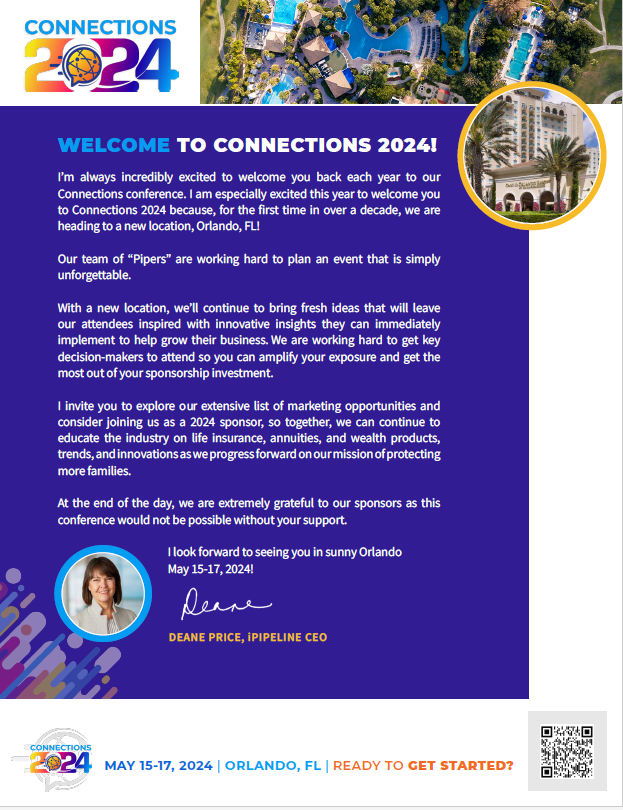 CONNECTIONS
2024
WELCOME TO CONNECTIONS 2024!
I'm always incredibly excited to welcome you back each year to our
Connections conference. I am especially excited this year to welcome you
to Connections 2024 because, for the first time in over a decade, we are
heading to a new location, Orlando, FL!
Our team of “Pipers” are working hard to plan an event that is simply
unforgettable.
With a new location, we'll continue to bring fresh ideas that will leave
our attendees inspired with innovative insights they can immediately
implement to help grow their business. We are working hard to get key
decision-makers to attend so you can amplify your exposure and get the
most out of your sponsorship investment.
I invite you to explore our extensive list of marketing opportunities and
consider joining us as a 2024 sponsor, so together, we can continue to
educate the industry on life insurance, annuities, and wealth products,
trends, and innovations as we progress forward on our mission of protecting
more families.
At the end of the day, we are extremely grateful to our sponsors as this
conference would not be possible without your support.
I look forward to seeing you in sunny Orlando
May 15-17, 2024!
Deane
DEANE PRICE, iPIPELINE CEO
CONNECTIONS
2024
MAY 15-17, 2024 | ORLANDO, FL | READY TO GET STARTED?